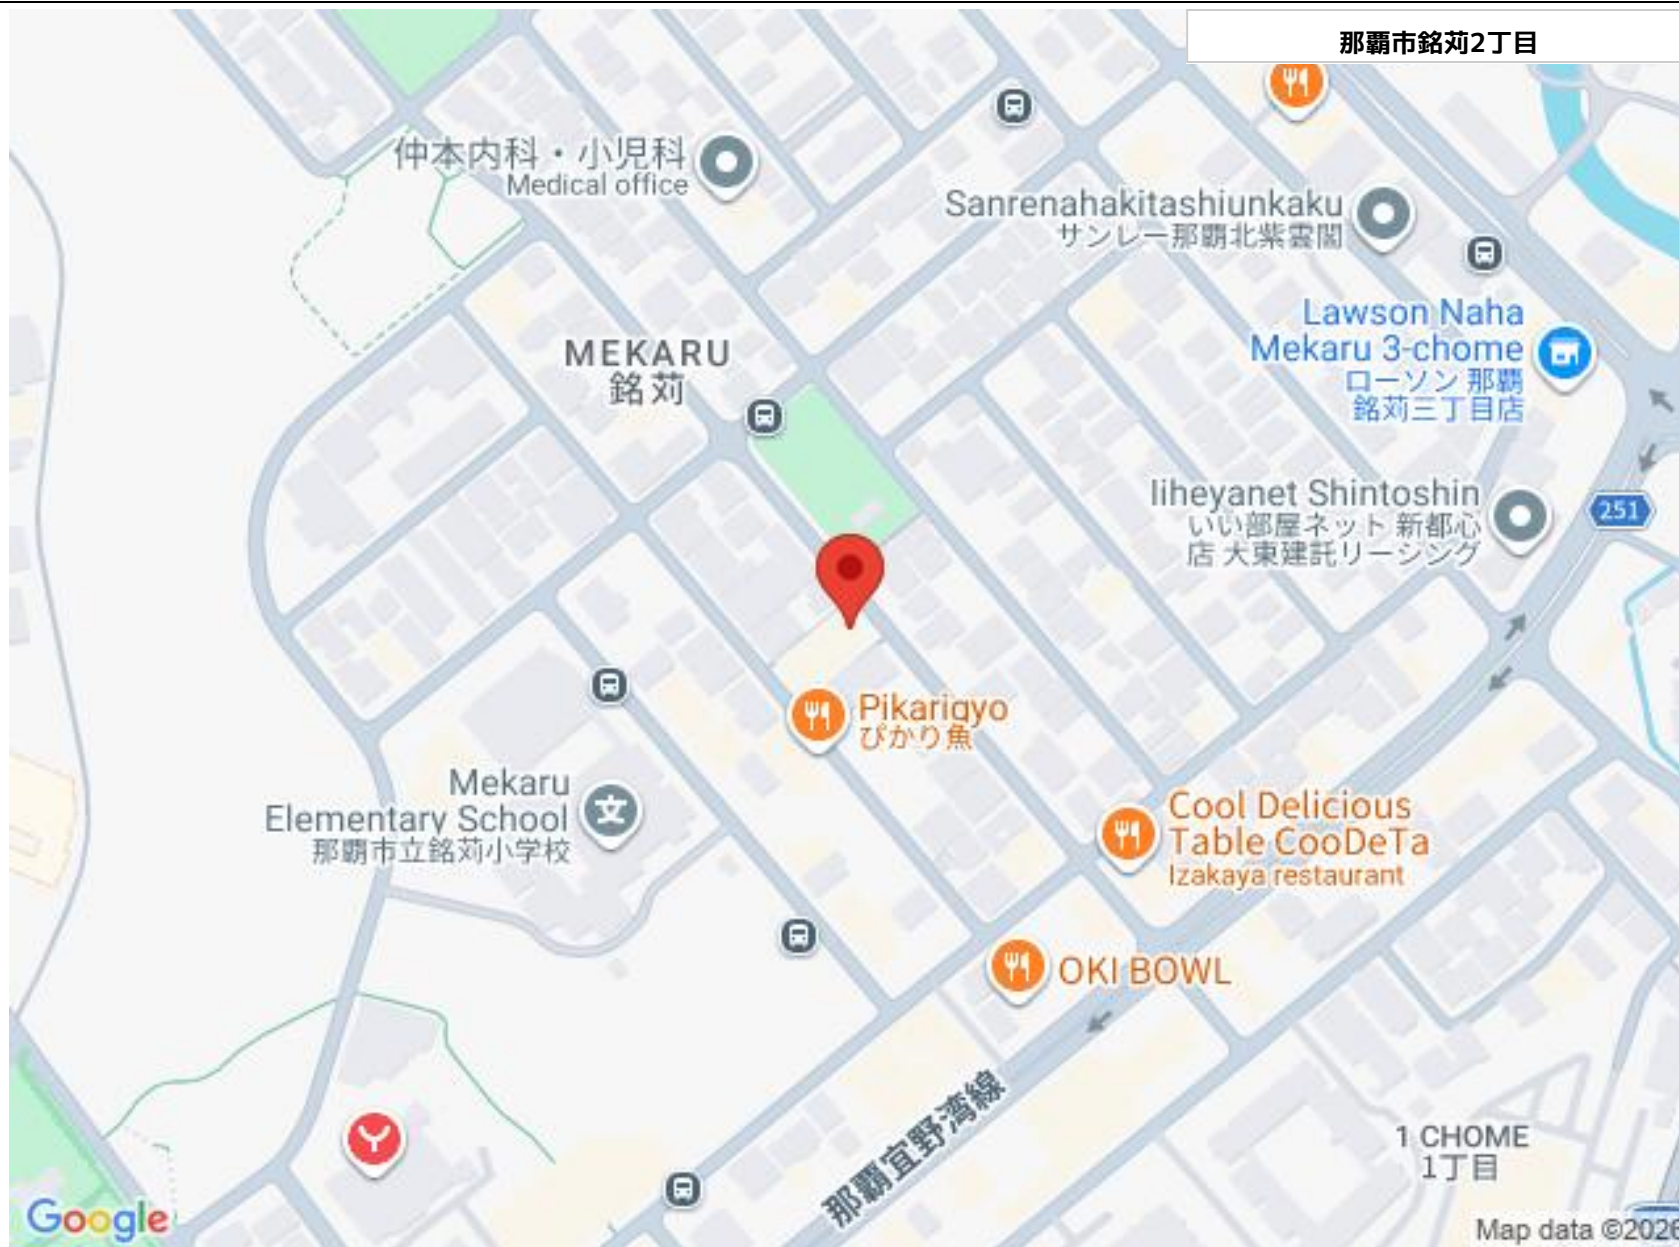 那覇市銘苅2丁目
仲本内科・小児科
Medical office
Sanrenahakitashiunkaku
サンレー那覇北紫雲閣
Lawson Naha
Mekaru 3-chome
ローソン 那覇
銘苅三丁目店
MEKARU
銘苅
Iiheyanet Shintoshin
いい部屋ネット 新都心
店 大東建託リーシング
251
Pikarigyo
ぴかり魚
Mekaru
Elementary School
那覇市立銘苅小学校
文
Cool Delicious
Table CooDeTa
Izakaya restaurant
OKI BOWL
那覇宜野湾線
1 CHOME
1丁目
Google
Map data ©2026